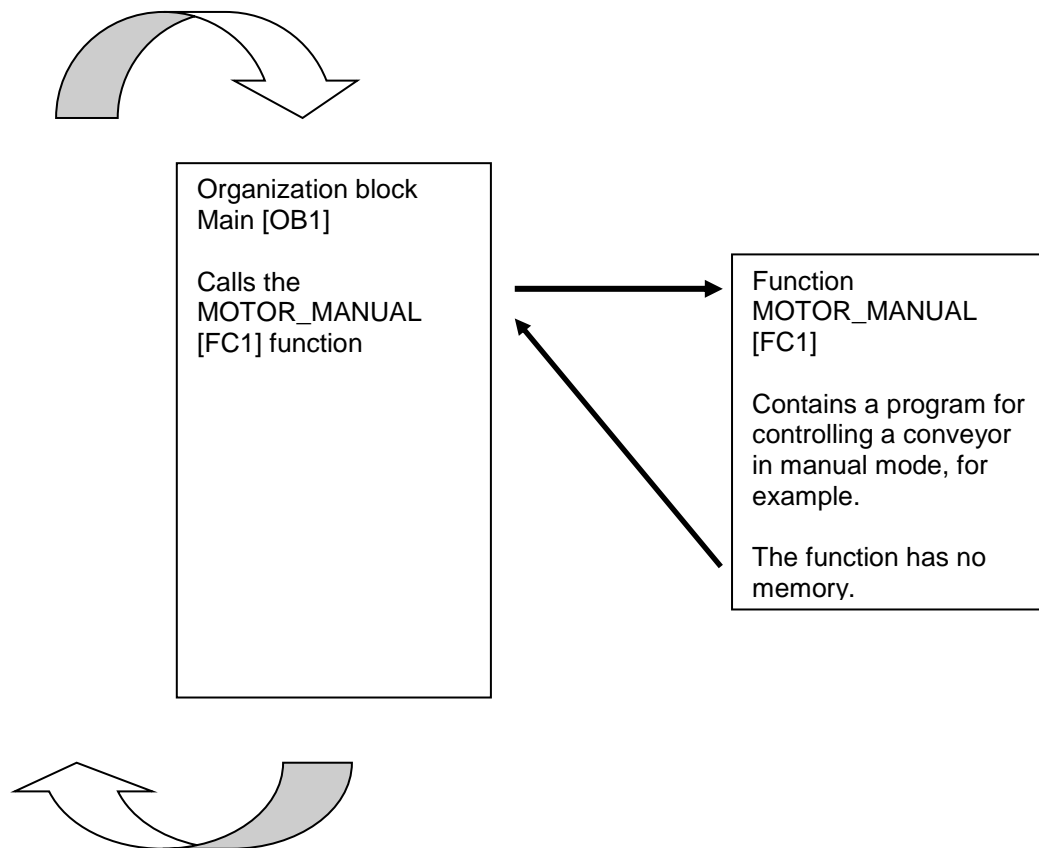 Organization block
Main [OB1]
Calls the
MOTOR_MANUAL
[FC1] function
Function
MOTOR_MANUAL
[FC1]
Contains a program for
controlling a conveyor
in manual mode, for
example.
The function has no
memory.